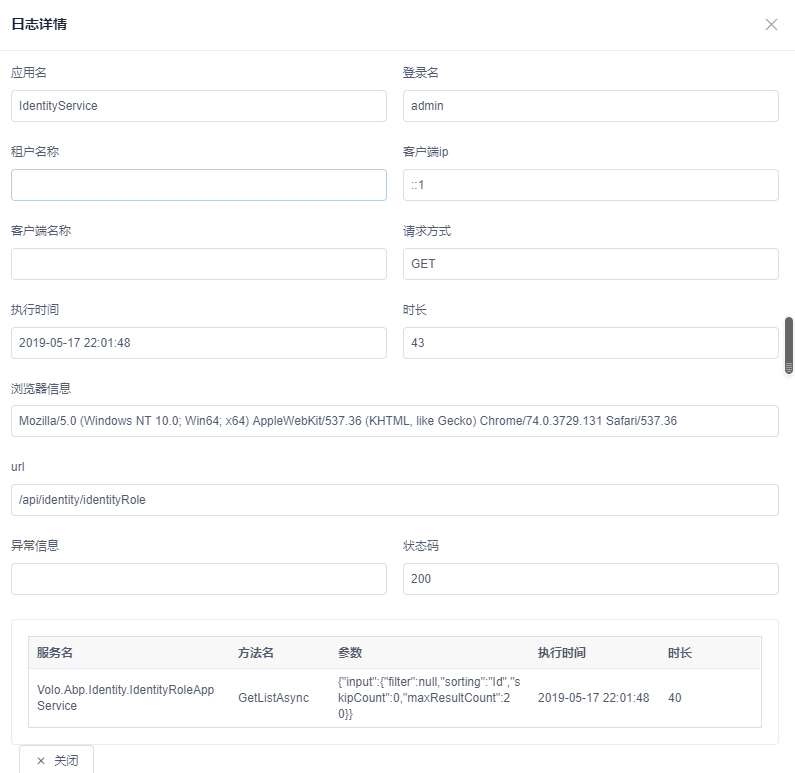 日志详情
应用名
登录名
IdentityService
admin
租户名称
客户端ip
::1
客户端名称
请求方式
GET
执行时间
时长
2019-05-17 22:01:48
43
浏览器信息
Mozilla/5.0 (Windows NT 10.0; Win64; x64) AppleWebKit/537.36 (KHTML, like Gecko) Chrome/74.0.3729.131 Safari/537.36
url
/api/identity/identityRole
异常信息
状态码
200
服务名 方法名 参数 执行时间 时长
Volo.Abp.Identity.IdentityRoleApp
Service
GetListAsync
{"input":{"filter":null,"sorting":"Id","s
kipCount":0,"maxResultCount":2
0}}
2019-05-17 22:01:48
40
× 关闭